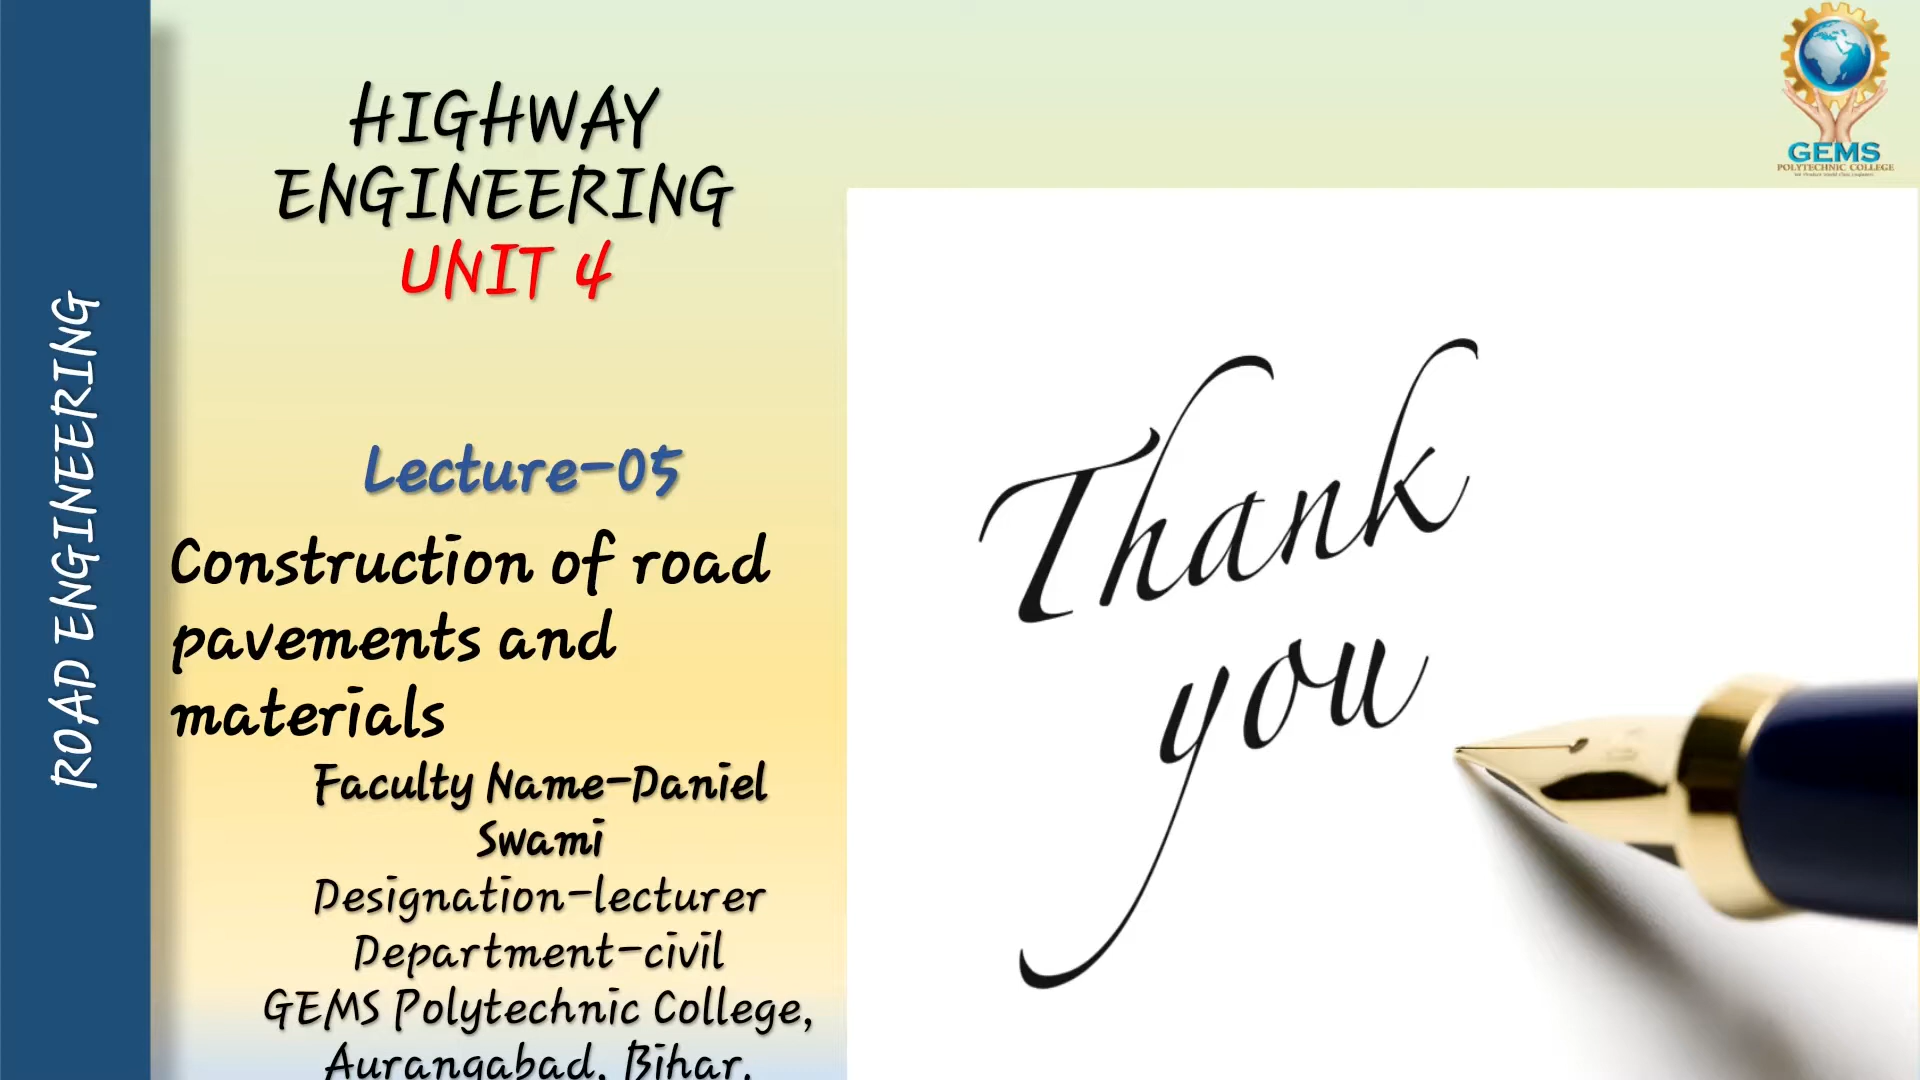 ROAD ENGINEERING
HIGHWAY
ENGINEERING
UNIT 4
Lecture-05
Construction of road
pavements and
materials
Faculty Name-Daniel
Swami
Designation-lecturer
Department-civil
GEMS Polytechnic College,
Aurangabad, Bihar.
GEMS
POLYTECHNIC COLLEGE
Thank
you